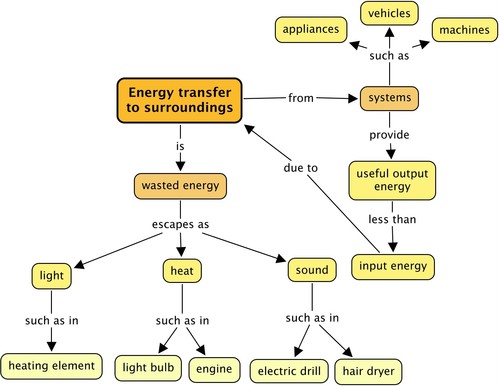 vehicles
appliances
machines
such as
Energy transfer
to surroundings
from
systems
is
provide
due to
useful output
energy
wasted energy
less than
escapes as
input energy
light
heat
sound
such as in
such as in
such as in
heating element
light bulb
engine
electric drill
hair dryer